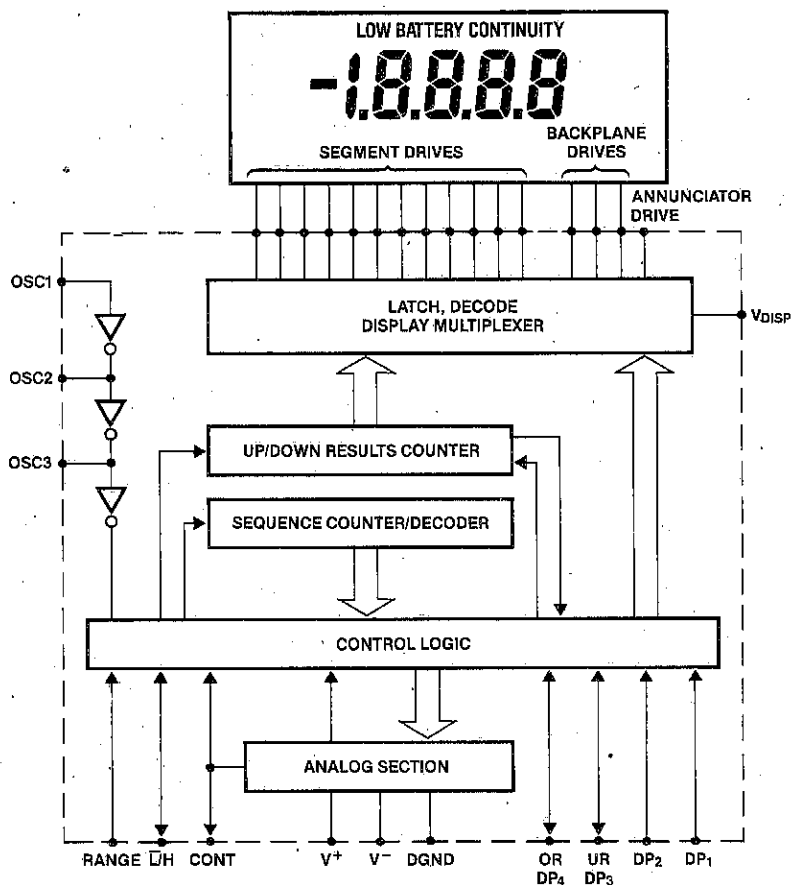 LOW BATTERY CONTINUITY
-1.8.8.8.8
SEGMENT DRIVES
BACKPLANE
DRIVES
ANNUNCIATOR
DRIVE
OSC1
LATCH, DECODE
DISPLAY MULTIPLEXER
VDISP
OSC2
UP/DOWN RESULTS COUNTER
OSC3
SEQUENCE COUNTER/DECODER
CONTROL LOGIC
ANALOG SECTION
RANGE L̅/H CONT V+ V− DGND OR UR DP2 DP1
DP4 DP3